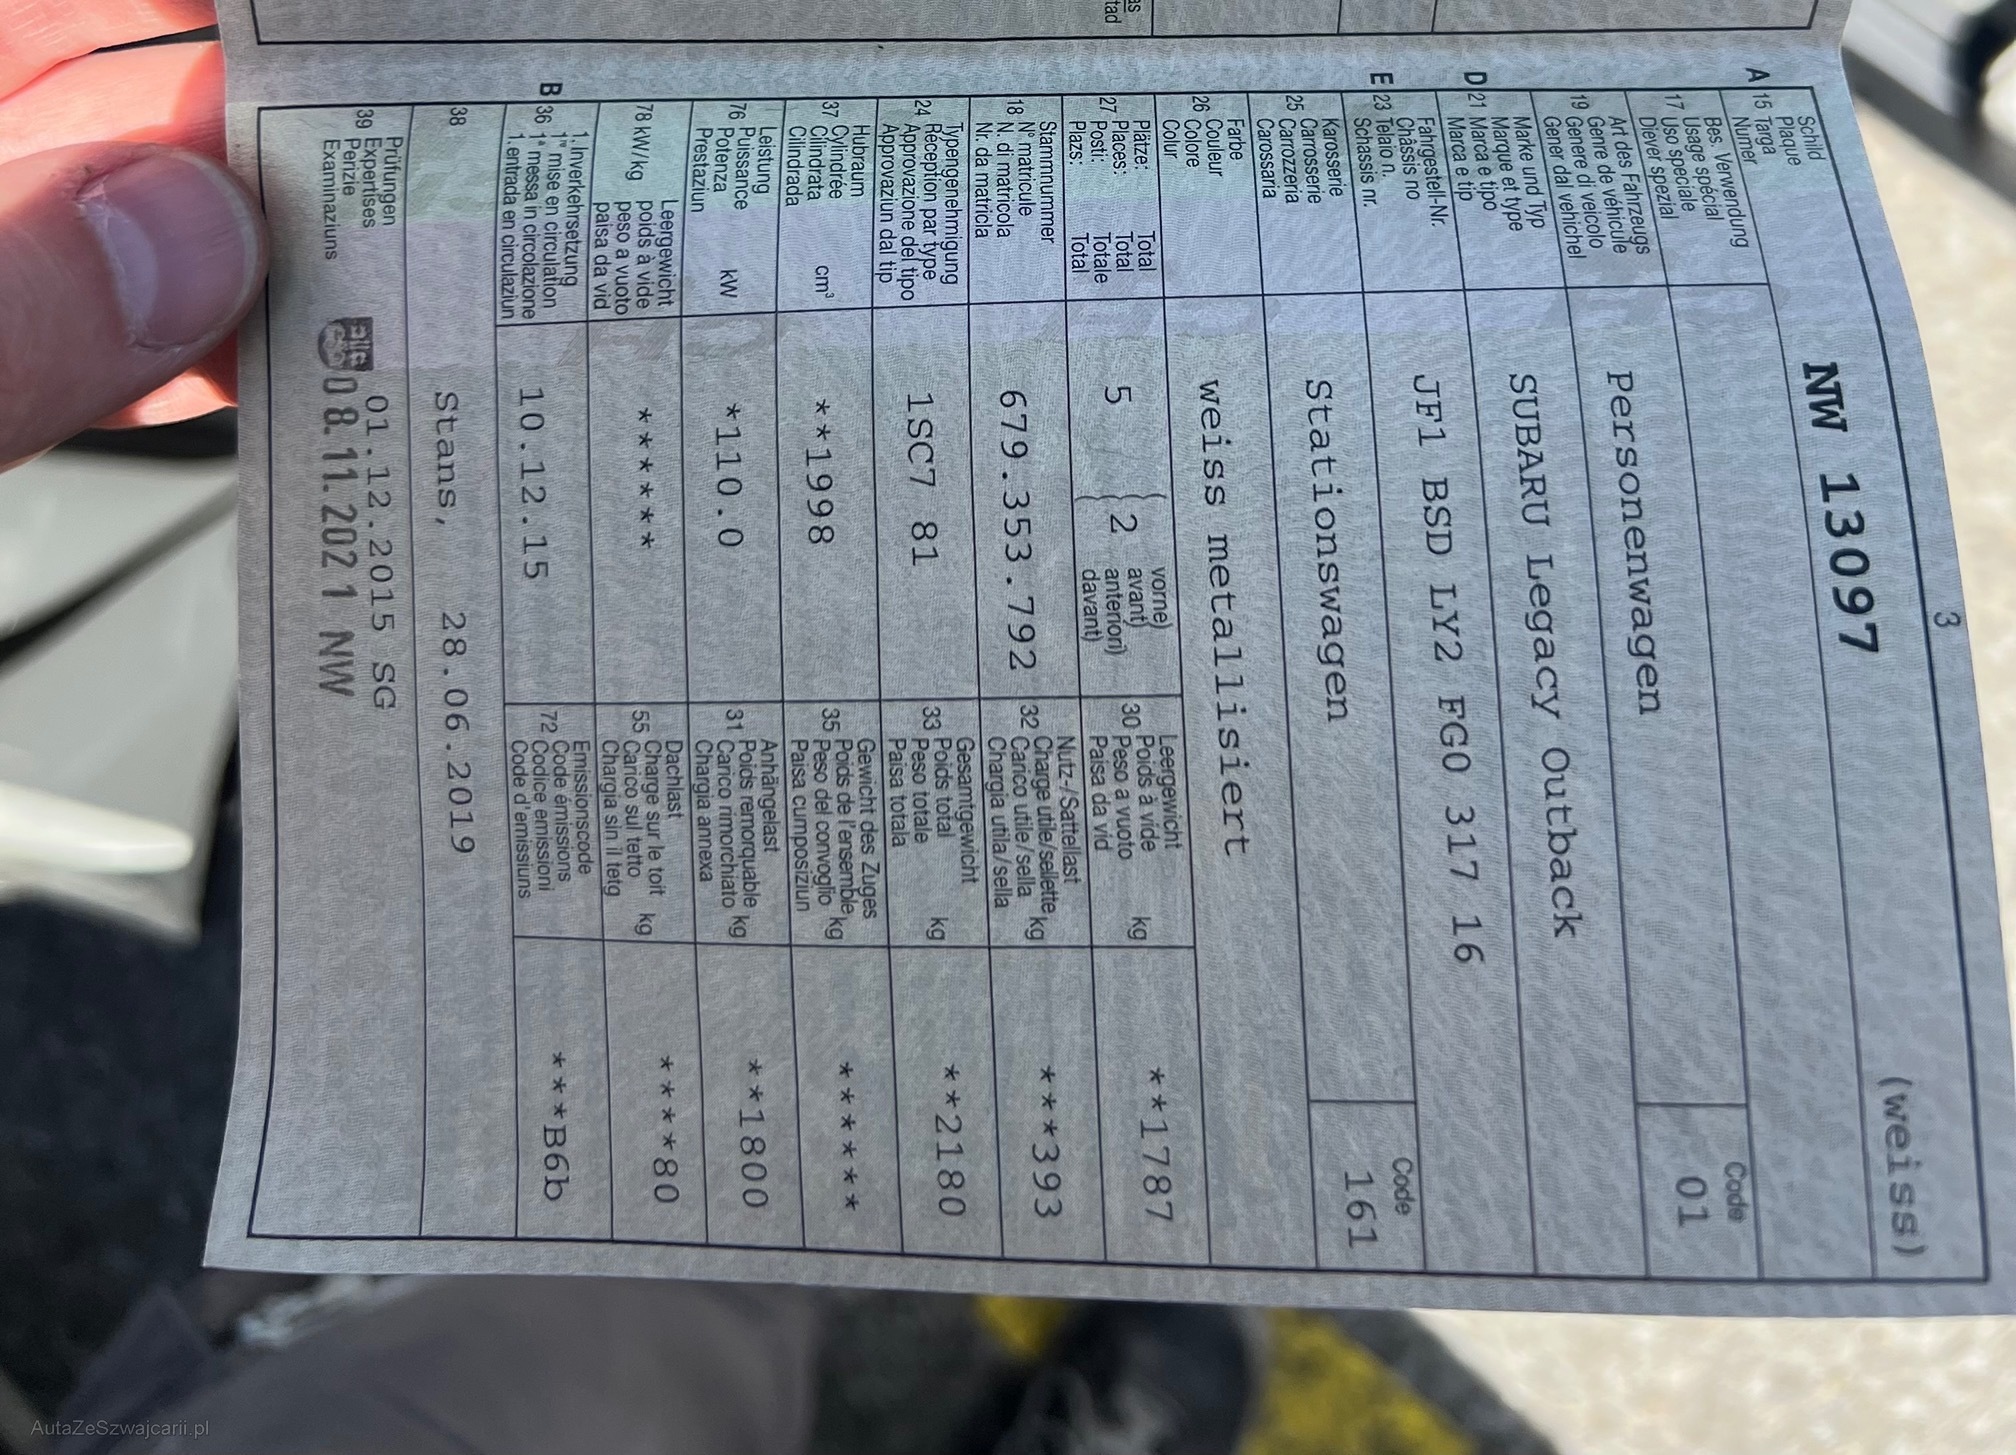 as
tad
3
A 15 Schild
Plaque
Targa
Numer
NW 13097
(weiss)
17 Bes. Verwendung
Usage spécial
Uso speciale
Diever spezial
19 Art des Fahrzeugs
Genre de véhicule
Genere di veicolo
Gener dal vehichel
Personenwagen
Code
01
D 21 Marke und Typ
Marque et type
Marca e tipo
Marca e tip
SUBARU Legacy Outback
E 23 Fahrgestell-Nr.
Châssis no
Telaio n.
Schassis nr.
JF1 BSD LY2 FG0 317 16
25 Karosserie
Carrosserie
Carrozzeria
Carossaria
Stationswagen
Code
161
26 Farbe
Couleur
Colore
Colur
weiss metallisiert
27 Plätze: Total
Places: Total
Posti: Totale
Plazs: Total
5
2
vorne)
avant)
anteriori)
davant)
30 Leergewicht
Poids à vide
Peso a vuoto
Paisa da vid
kg
**1787
18 Stammnummer
N° matricule
N. di matricola
Nr. da matricla
679.353.792
32 Nutz-/Sattellast
Charge utile/sellette
Carico utile/sella
Chargia utila/sella
kg
***393
24 Typengenehmigung
Réception par type
Approvazione del tipo
Approvaziun dal tip
1SC7 81
33 Gesamtgewicht
Poids total
Peso totale
Paisa totala
kg
**2180
37 Hubraum
Cylindrée
Cilindrata
Cilindrada
cm³
**1998
35 Gewicht des Zuges
Poids de l'ensemble
Peso del convoglio
Paisa cumposiziun
kg
******
76 Leistung
Puissance
Potenza
Prestaziun
kW
*110.0
31 Anhängelast
Poids remorquable
Carico rimorchiato
Chargia annexa
kg
**1800
78 kW/kg Leergewicht
poids à vide
peso a vuoto
paisa da vid
******
55 Dachlast
Charge sur le toit
Carico sul tetto
Chargia sin il tetg
kg
****80
B 36 1. Inverkehrsetzung
1re mise en circulation
1a messa in circolazione
1. entrada en circulaziun
10.12.15
72 Emissionscode
Code émissions
Codice emissioni
Code d'emissiuns
***B6b
38
Stans, 28.06.2019
39 Prüfungen
Expertises
Perizie
Examinaziuns
01.12.2015 SG
08.11.2021 NW
AutaZeSzwajcarii.pl